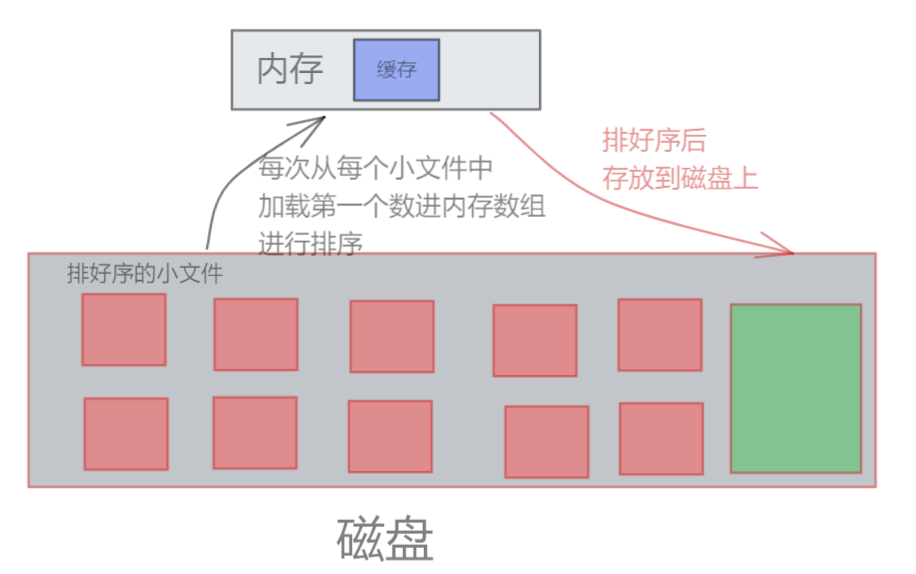 内存
缓存
每次从每个小文件中
加载第一个数进内存数组
进行排序
排好序后
存放到磁盘上
排好序的小文件
磁盘